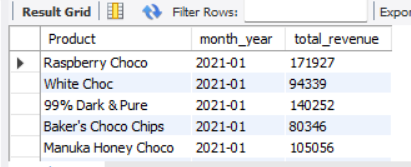 Result Grid Filter Rows: Expor
Product month_year total_revenue
Raspberry Choco 2021-01 171927
White Choc 2021-01 94339
99% Dark & Pure 2021-01 140252
Baker's Choco Chips 2021-01 80346
Manuka Honey Choco 2021-01 105056